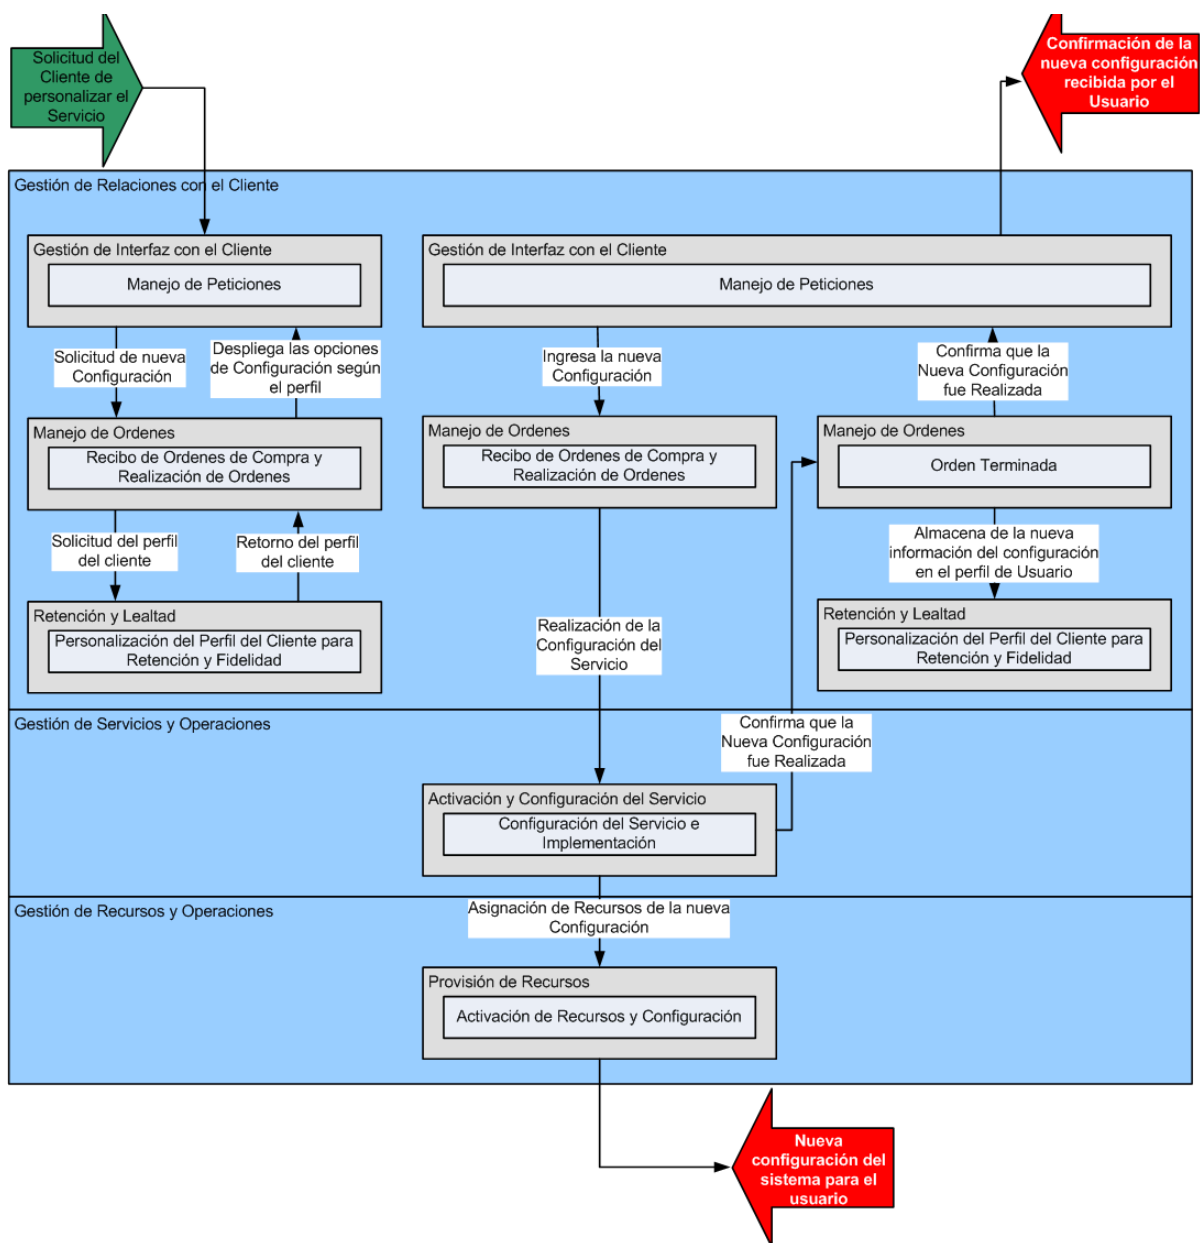 Solicitud del
Cliente de
personalizar el
Servicio
Confirmación de la
nueva configuración
recibida por el
Usuario
Gestión de Relaciones con el Cliente
Gestión de Interfaz con el Cliente
Manejo de Peticiones
Gestión de Interfaz con el Cliente
Manejo de Peticiones
Solicitud de nueva
Configuración
Despliega las opciones
de Configuración según
el perfil
Ingresa la nueva
Configuración
Confirma que la
Nueva Configuración
fue Realizada
Manejo de Ordenes
Recibo de Ordenes de Compra y
Realización de Ordenes
Manejo de Ordenes
Recibo de Ordenes de Compra y
Realización de Ordenes
Manejo de Ordenes
Orden Terminada
Solicitud del perfil
del cliente
Retorno del perfil
del cliente
Almacena de la nueva
información del configuración
en el perfil de Usuario
Retención y Lealtad
Personalización del Perfil del Cliente para
Retención y Fidelidad
Realización de la
Configuración del
Servicio
Retención y Lealtad
Personalización del Perfil del Cliente para
Retención y Fidelidad
Gestión de Servicios y Operaciones
Confirma que la
Nueva Configuración
fue Realizada
Activación y Configuración del Servicio
Configuración del Servicio e
Implementación
Gestión de Recursos y Operaciones
Asignación de Recursos de la nueva
Configuración
Provisión de Recursos
Activación de Recursos y Configuración
Nueva
configuración del
sistema para el
usuario